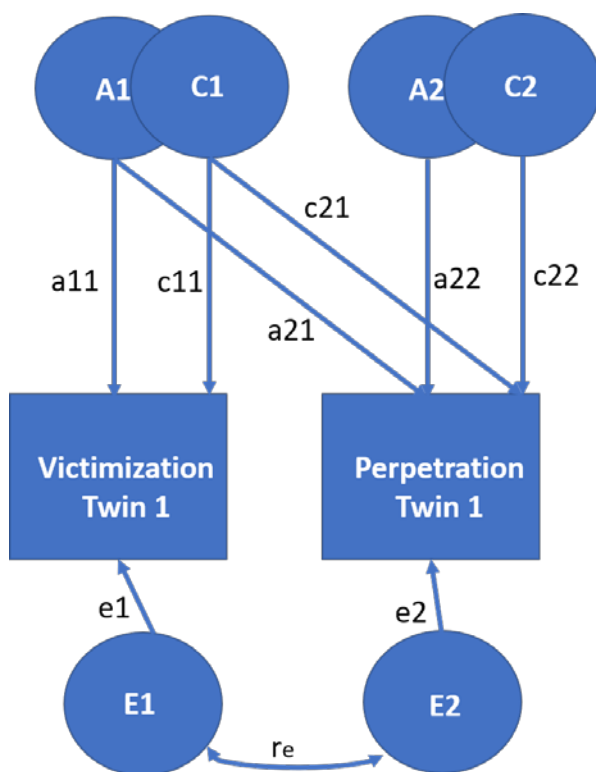 A1
C1
A2
C2
c21
a11
c11
a22
c22
a21
Victimization
Twin 1
Perpetration
Twin 1
e1
e2
E1
E2
re